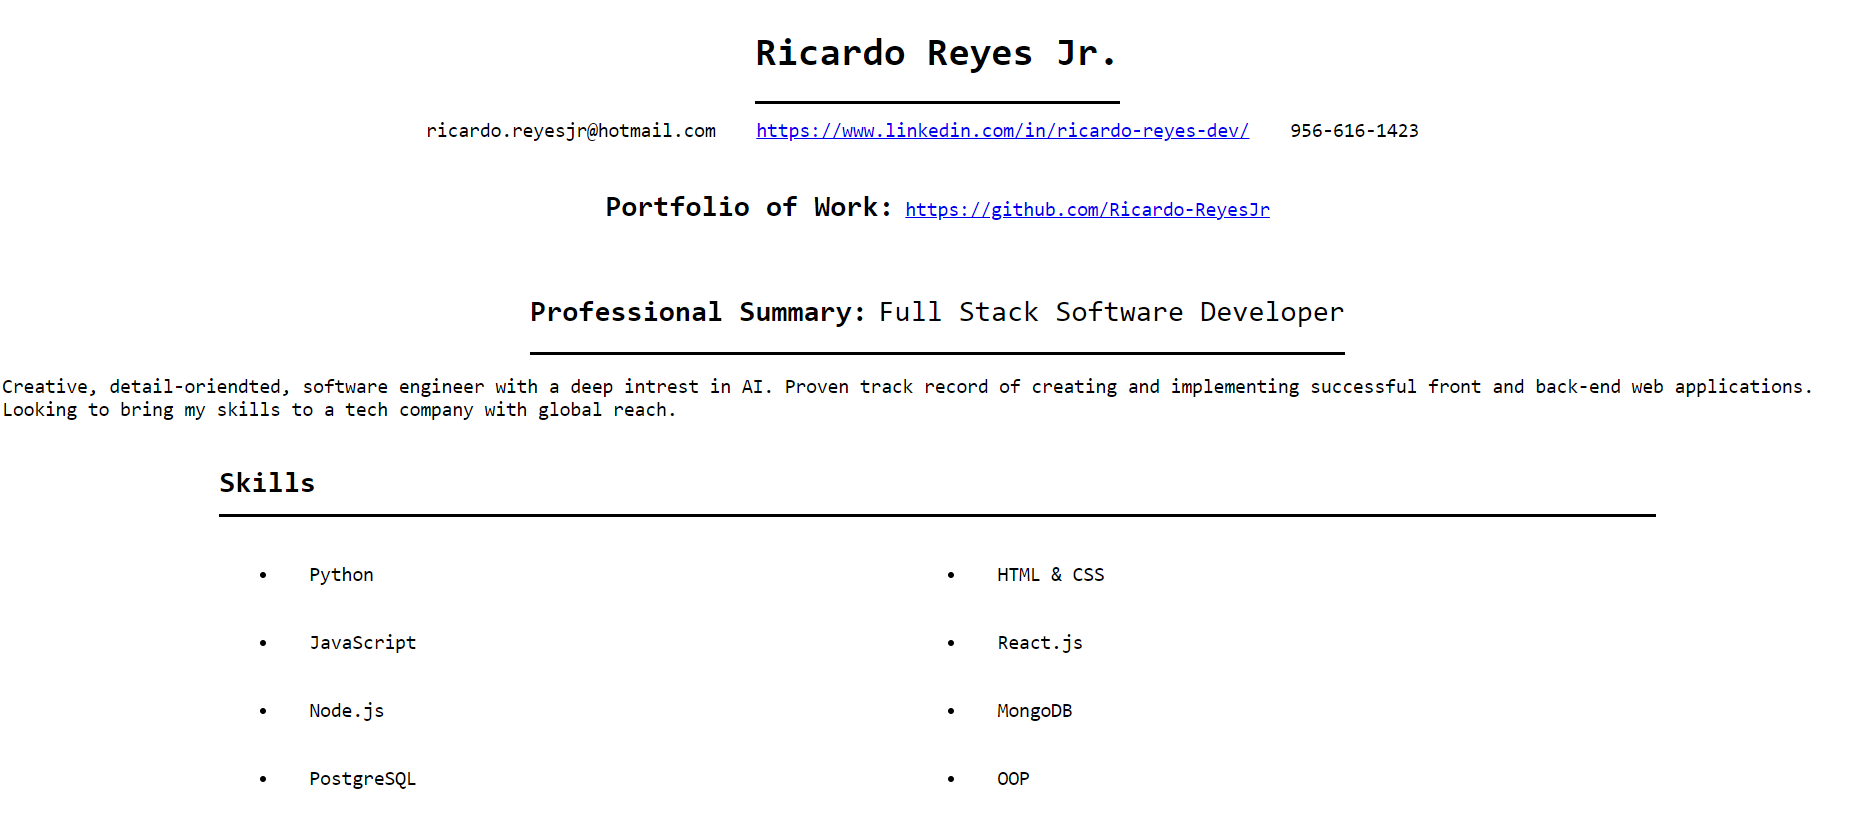 Ricardo Reyes Jr.
ricardo.reyesjr@hotmail.com https://www.linkedin.com/in/ricardo-reyes-dev/ 956-616-1423
Portfolio of Work: https://github.com/Ricardo-ReyesJr
Professional Summary: Full Stack Software Developer
Creative, detail-oriendted, software engineer with a deep intrest in AI. Proven track record of creating and implementing successful front and back-end web applications.
Looking to bring my skills to a tech company with global reach.
Skills
• Python • HTML & CSS
• JavaScript • React.js
• Node.js • MongoDB
• PostgreSQL • OOP